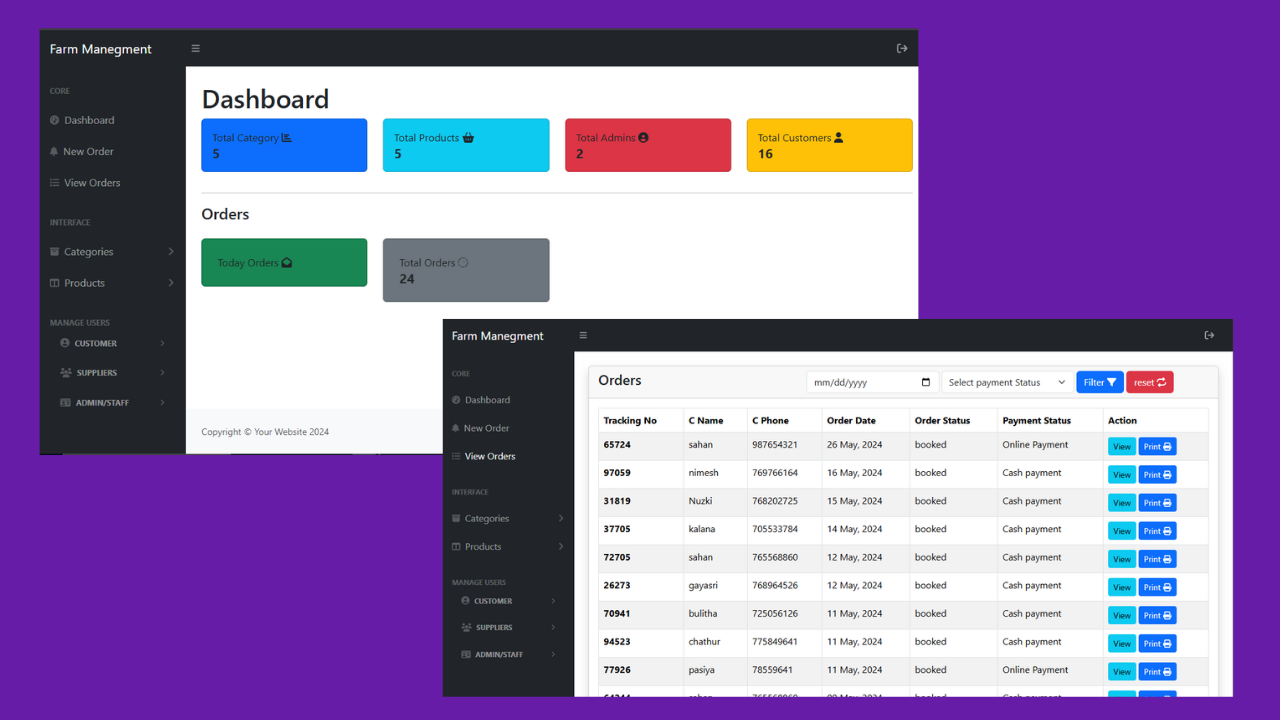 Farm Manegment
CORE
Dashboard
New Order
View Orders
INTERFACE
Categories
Products
MANAGE USERS
CUSTOMER
SUPPLIERS
ADMIN/STAFF
Dashboard
Total Category
5
Total Products
5
Total Admins
2
Total Customers
16
Orders
Today Orders
Total Orders
24
Copyright © Your Website 2024
Farm Manegment
CORE
Dashboard
New Order
View Orders
INTERFACE
Categories
Products
MANAGE USERS
CUSTOMER
SUPPLIERS
ADMIN/STAFF
Orders mm/dd/yyyy Select payment Status Filter reset
Tracking No C Name C Phone Order Date Order Status Payment Status Action
65724 sahan 987654321 26 May, 2024 booked Online Payment View Print
97059 nimesh 769766164 16 May, 2024 booked Cash payment View Print
31819 Nuzki 768202725 15 May, 2024 booked Cash payment View Print
37705 kalana 705533784 14 May, 2024 booked Cash payment View Print
72705 sahan 765568860 12 May, 2024 booked Cash payment View Print
26273 gayasri 768964526 12 May, 2024 booked Cash payment View Print
70941 bulitha 725056126 11 May, 2024 booked Cash payment View Print
94523 chathur 775849641 11 May, 2024 booked Cash payment View Print
77926 pasiya 78559641 11 May, 2024 booked Online Payment View Print